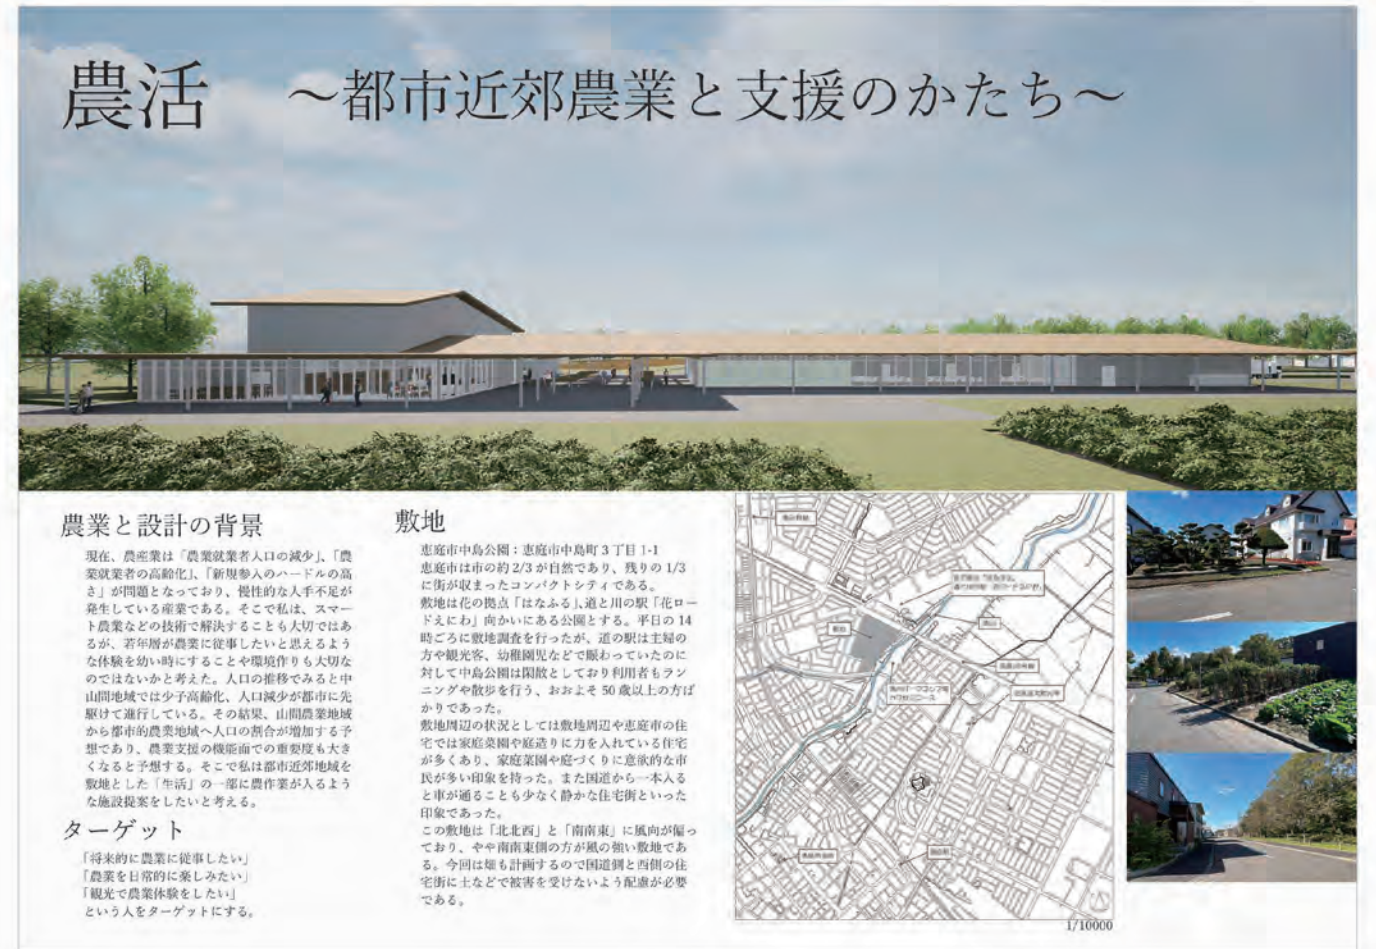 農活 ～都市近郊農業と支援のかたち～
農業と設計の背景
現在、農産業は「農業就業者人口の減少」、「農
業就業者の高齢化」、「新規参入のハードルの高
さ」が問題となっており、慢性的な人手不足が
発生している産業である。そこで私は、スマー
ト農業などの技術で解決することも大切ではあ
るが、若年層が農業に従事したいと思えるよう
な体験を幼い時にすることや環境作りも大切な
のではないかと考えた。人口の推移でみると中
山間地域では少子高齢化、人口減少が都市に先
駆けて進行している。その結果、山間農業地域
から都市的農業地域へ人口の割合が増加する予
想であり、農業支援の機能面での重要度も大き
くなると予想する。そこで私は都市近郊地域を
敷地とした「生活」の一部に農作業が入るよう
な施設提案をしたいと考える。
ターゲット
「将来的に農業に従事したい」
「農業を日常的に楽しみたい」
「観光で農業体験をしたい」
という人をターゲットにする。
敷地
恵庭市中島公園：恵庭市中島町 3 丁目 1-1
恵庭市は市の約 2/3 が自然であり、残りの 1/3
に街が収まったコンパクトシティである。
敷地は花の拠点「はなふる」、道と川の駅「花ロー
ドえにわ」向かいにある公園とする。平日の 14
時ごろに敷地調査を行ったが、道の駅は主婦の
方や観光客、幼稚園児などで賑わっていたのに
対して中島公園は閑散としており利用者もラン
ニングや散歩を行う、おおよそ 50 歳以上の方ば
かりであった。
敷地周辺の状況としては敷地周辺や恵庭市の住
宅では家庭菜園や庭造りに力を入れている住宅
が多くあり、家庭菜園や庭づくりに意欲的な市
民が多い印象を持った。また国道から一本入る
と車が通ることも少なく静かな住宅街といった
印象であった。
この敷地は「北北西」と「南南東」に風向が偏っ
ており、やや南南東側の方が風の強い敷地であ
る。今回は畑も計画するので国道側と西側の住
宅街に土などで被害を受けないよう配慮が必要
である。
1/10000